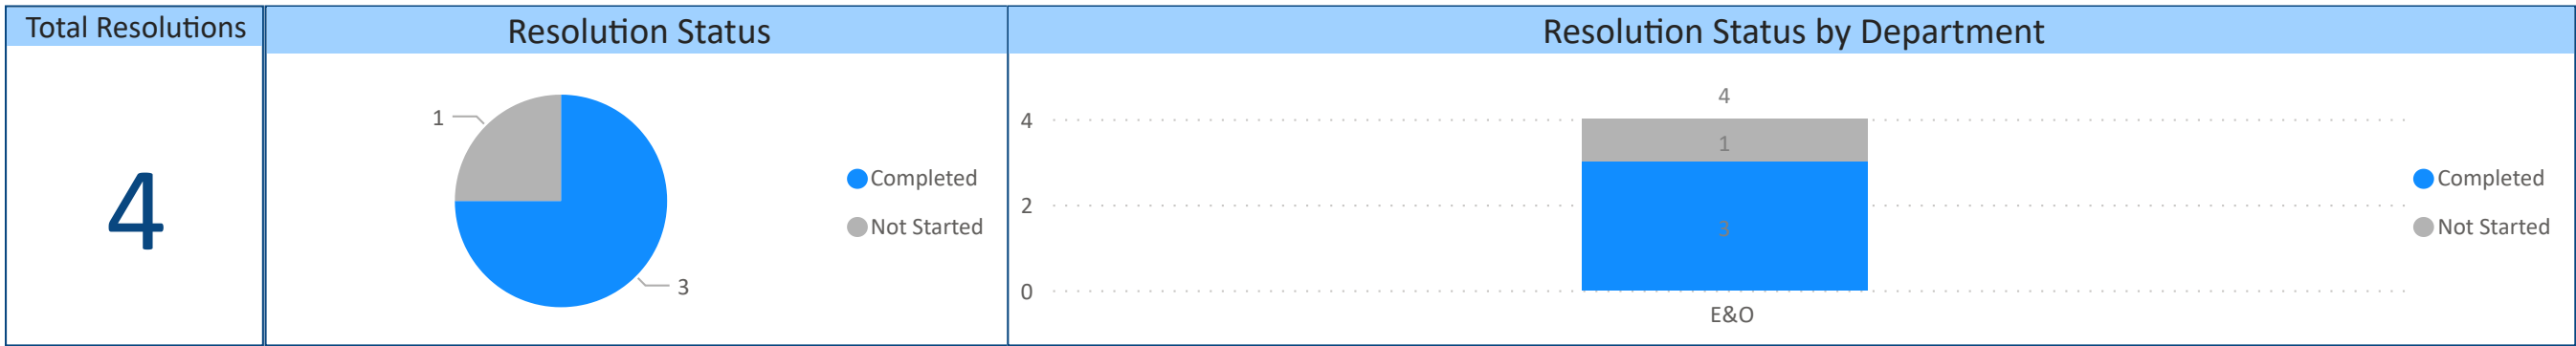 Total Resolutions
4
Resolution Status
1
3
Completed
Not Started
Resolution Status by Department
4
4
2
0
1
3
E&O
Completed
Not Started